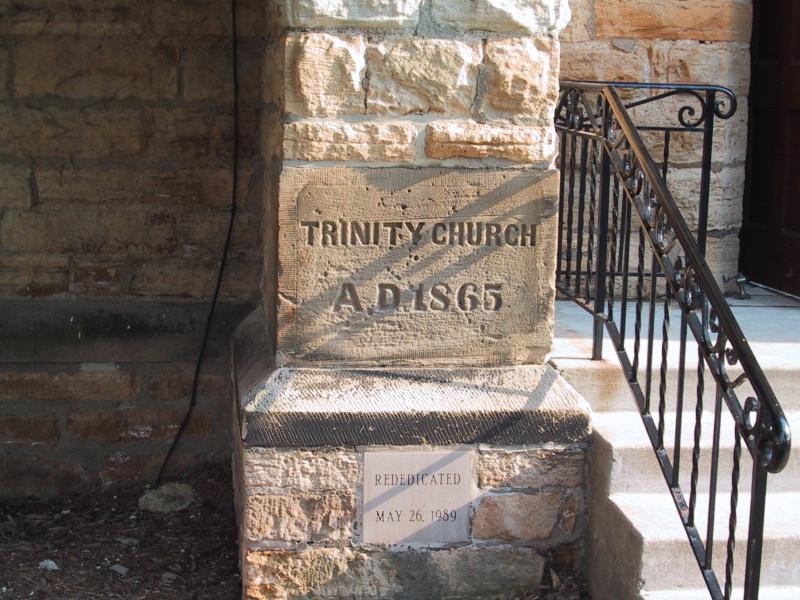 TRINITY CHURCH
A.D. 1865
REDEDICATED
MAY 26, 1989